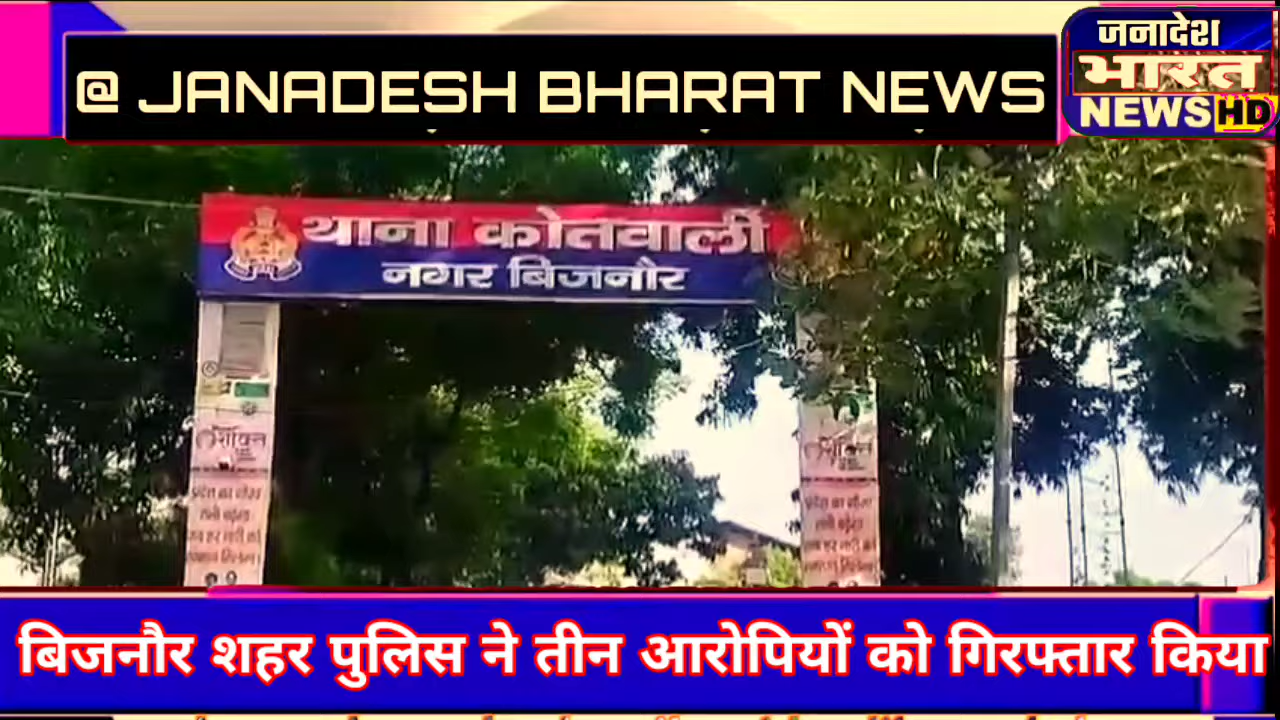 @ JANADESH BHARAT NEWS
जनादेश
भारत
NEWS HD
थाना कोतवाली
नगर बिजनौर
बिजनौर शहर पुलिस ने तीन आरोपियों को गिरफ्तार किया